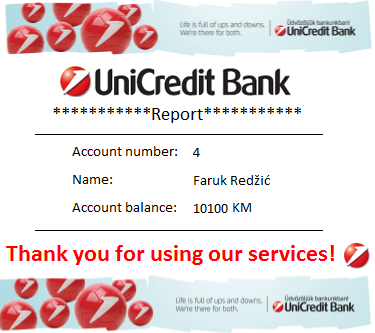 Life is full of ups and downs.
We're there for both.
Üdvözöljük bankunkban!
UniCredit Bank
UniCredit Bank
***********Report***********
Account number: 4
Name: Faruk Redžić
Account balance: 10100 KM
Thank you for using our services!
Life is full of ups and downs.
We're there for both.
Üdvözöljük bankunkban!
UniCredit Bank